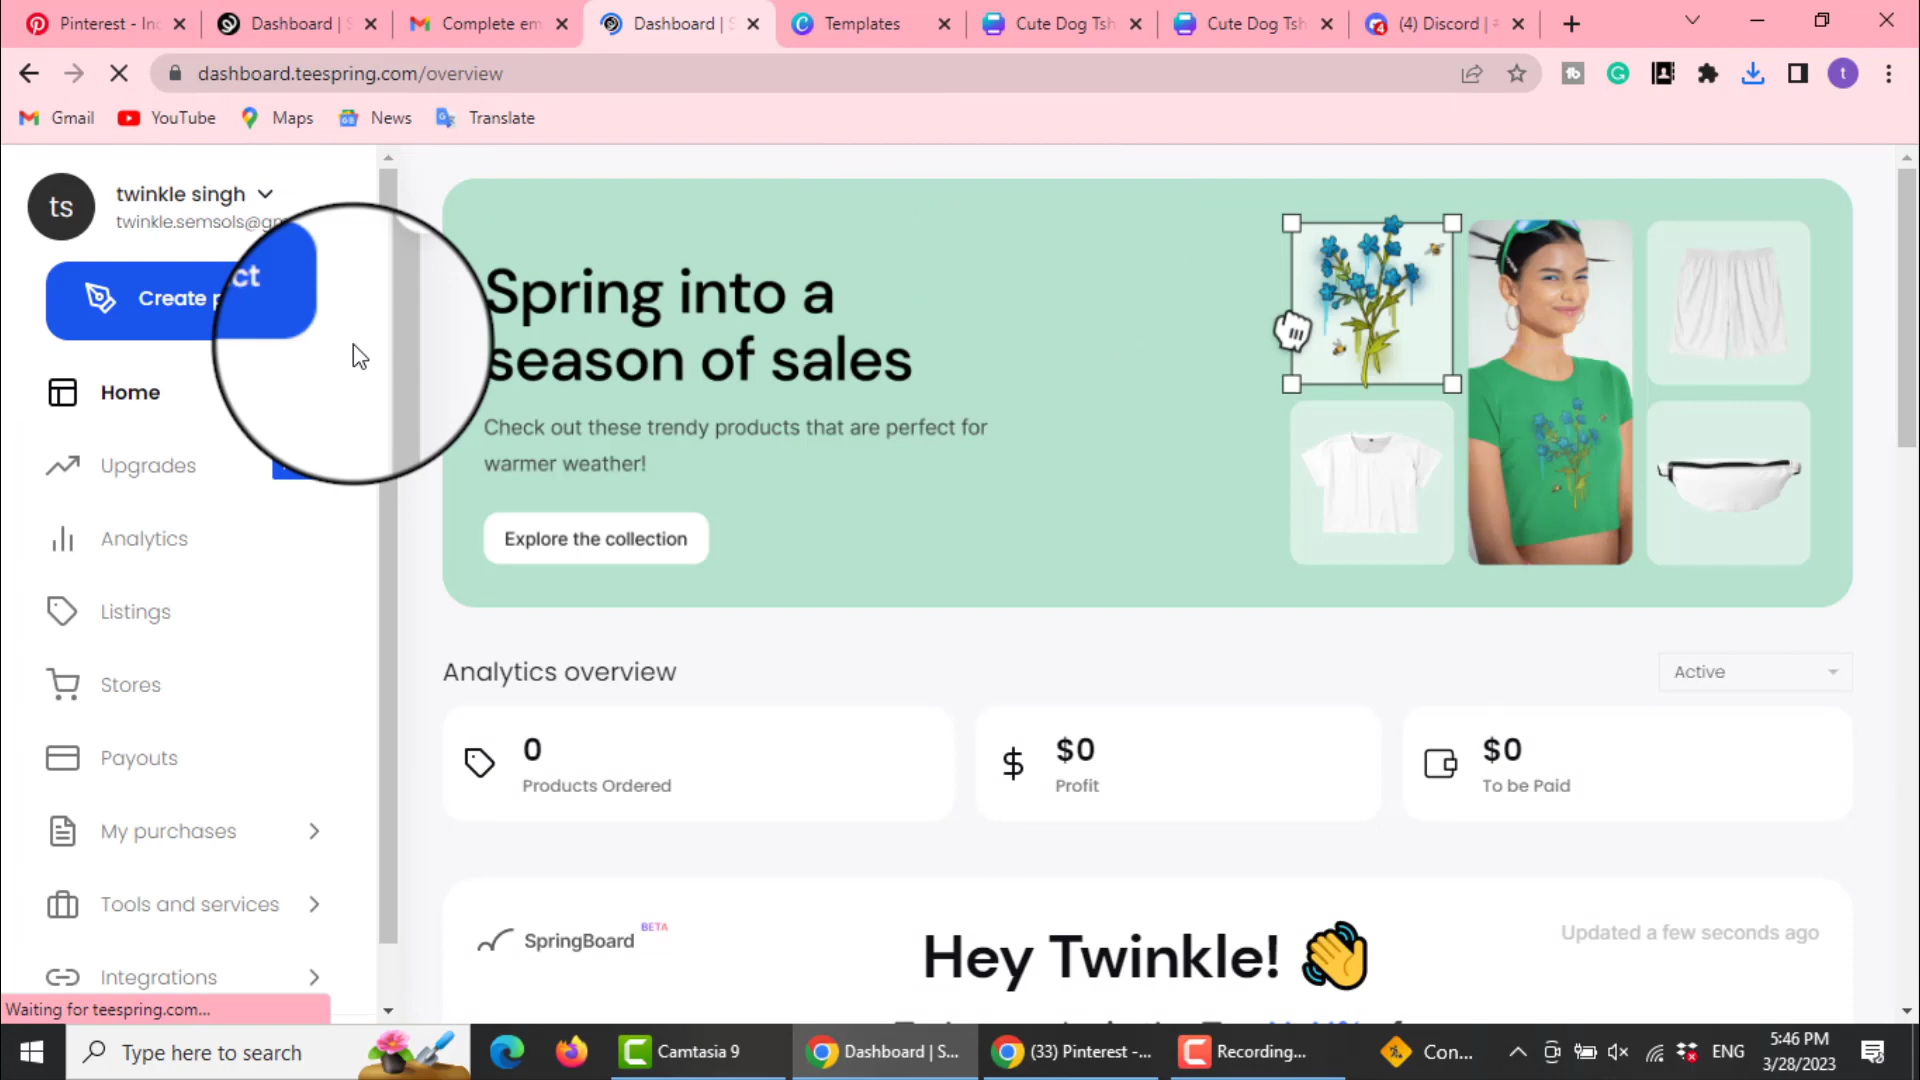 Pinterest - Inc
Dashboard | S
Complete em
Dashboard | S
Templates
Cute Dog Tsh
Cute Dog Tsh
(4) Discord |
dashboard.teespring.com/overview
t
Gmail
YouTube
Maps
News
Translate
ts
twinkle singh
twinkle.semsols@gm
Create p
ct
Home
Upgrades
Analytics
Listings
Stores
Payouts
My purchases
Tools and services
Integrations
Spring into a
season of sales
Check out these trendy products that are perfect for
warmer weather!
Explore the collection
Analytics overview
Active
0
Products Ordered
$0
Profit
$0
To be Paid
SpringBoard
BETA
Hey Twinkle! 👋
Updated a few seconds ago
Waiting for teespring.com...
Type here to search
Camtasia 9
Dashboard | S...
(33) Pinterest -...
Recording...
Con...
ENG
5:46 PM
3/28/2023